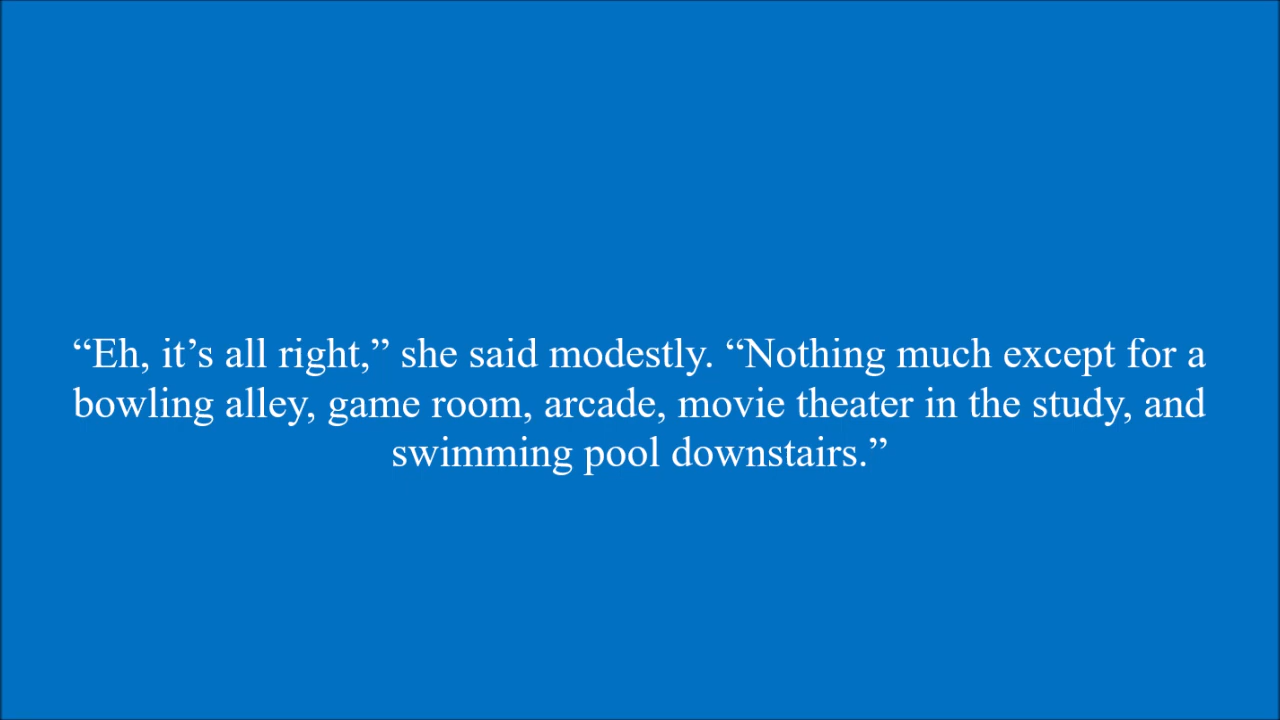 “Eh, it’s all right,” she said modestly. “Nothing much except for a
bowling alley, game room, arcade, movie theater in the study, and
swimming pool downstairs.”